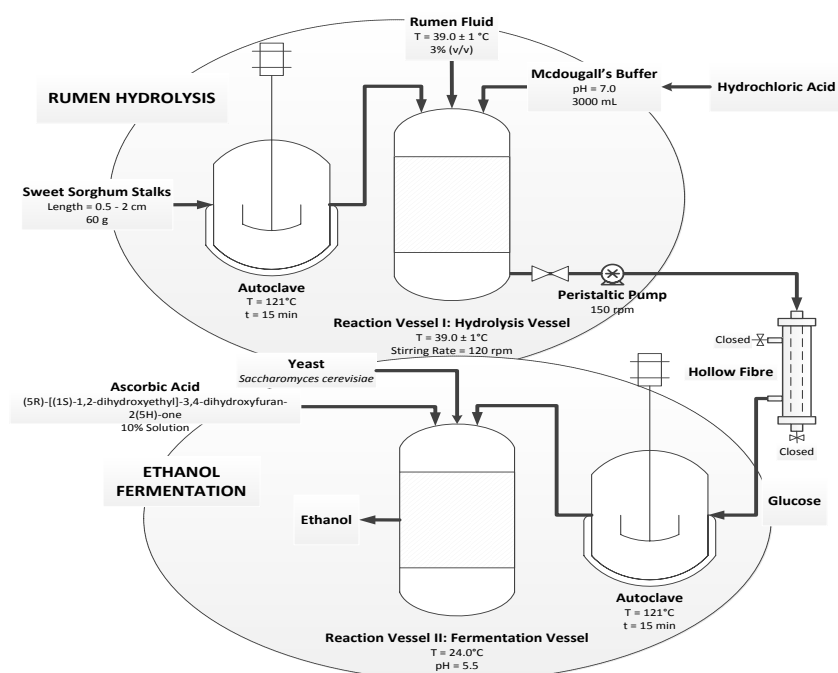 Rumen Fluid
T = 39.0 ± 1 °C
3% (v/v)
Mcdougall's Buffer
pH = 7.0
3000 mL
Hydrochloric Acid
RUMEN HYDROLYSIS
Sweet Sorghum Stalks
Length = 0.5 - 2 cm
60 g
Autoclave
T = 121°C
t = 15 min
Peristaltic Pump
150 rpm
Reaction Vessel I: Hydrolysis Vessel
T = 39.0 ± 1°C
Stirring Rate = 120 rpm
Closed
Hollow Fibre
Closed
Yeast
Saccharomyces cerevisiae
Ascorbic Acid
(5R)-[(1S)-1,2-dihydroxyethyl]-3,4-dihydroxyfuran-
2(5H)-one
10% Solution
ETHANOL
FERMENTATION
Ethanol
Glucose
Autoclave
T = 121°C
t = 15 min
Reaction Vessel II: Fermentation Vessel
T = 24.0°C
pH = 5.5